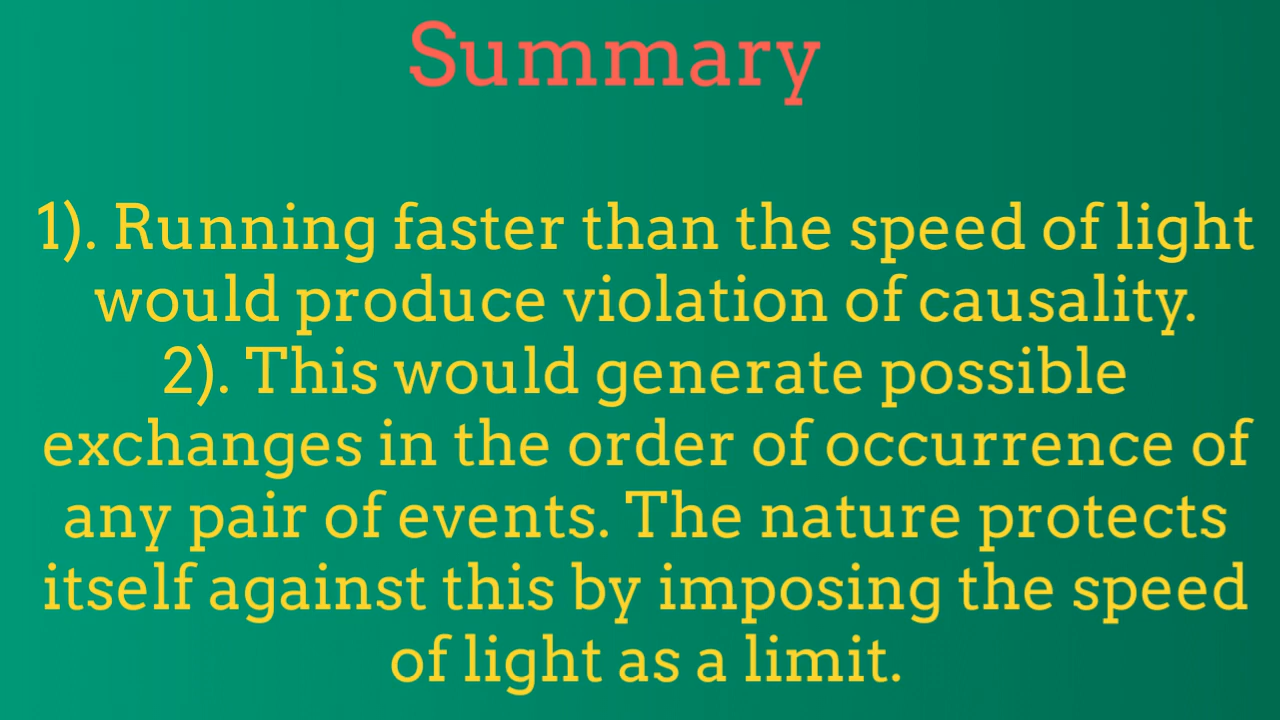 Summary
1). Running faster than the speed of light
would produce violation of causality.
2). This would generate possible
exchanges in the order of occurrence of
any pair of events. The nature protects
itself against this by imposing the speed
of light as a limit.